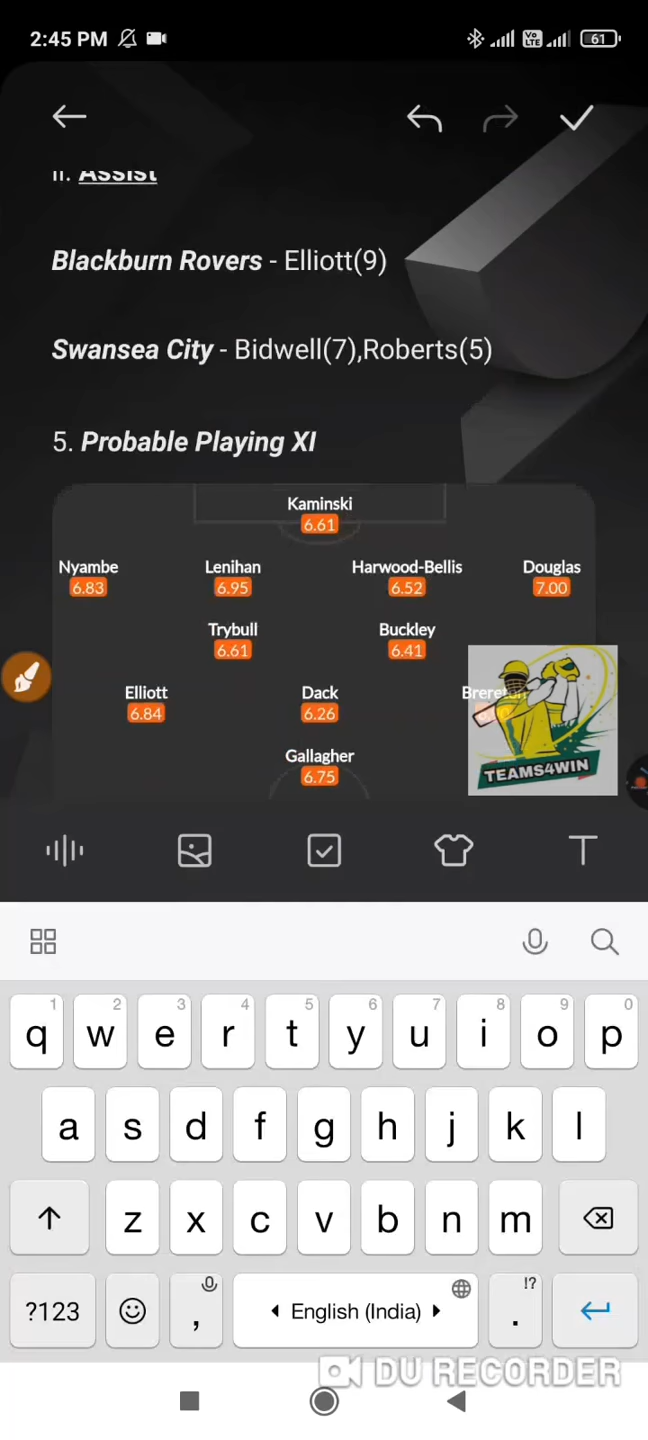 2:45 PM
Vo LTE
61
II. Assist
Blackburn Rovers - Elliott(9)
Swansea City - Bidwell(7),Roberts(5)
5. Probable Playing XI
Kaminski
6.61
Nyambe Lenihan Harwood-Bellis Douglas
6.83 6.95 6.52 7.00
Trybull Buckley
6.61 6.41
Elliott Dack Brereton
6.84 6.26
Gallagher
6.75
TEAMS4WIN
T
1 2 3 4 5 6 7 8 9 0
q w e r t y u i o p
a s d f g h j k l
z x c v b n m
!?
?123 , English (India) .
DU RECORDER